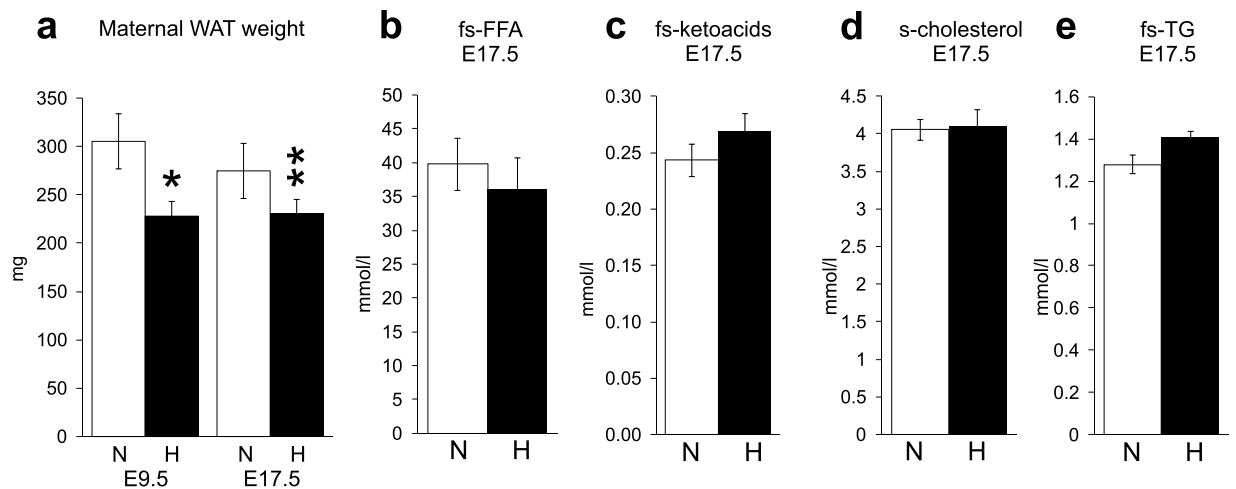 a Maternal WAT weight
mg
350
300
250
200
150
100
50
0
*
**
N H N H
E9.5 E17.5
b fs-FFA
E17.5
mmol/l
50
45
40
35
30
25
20
15
10
5
0
N H
c fs-ketoacids
E17.5
mmol/l
0.30
0.25
0.20
0.15
0.10
0.05
0.00
N H
d s-cholesterol
E17.5
mmol/l
4.5
4
3.5
3
2.5
2
1.5
1
0.5
0
N H
e fs-TG
E17.5
mmol/l
1.6
1.4
1.2
1
0.8
0.6
0.4
0.2
0
N H